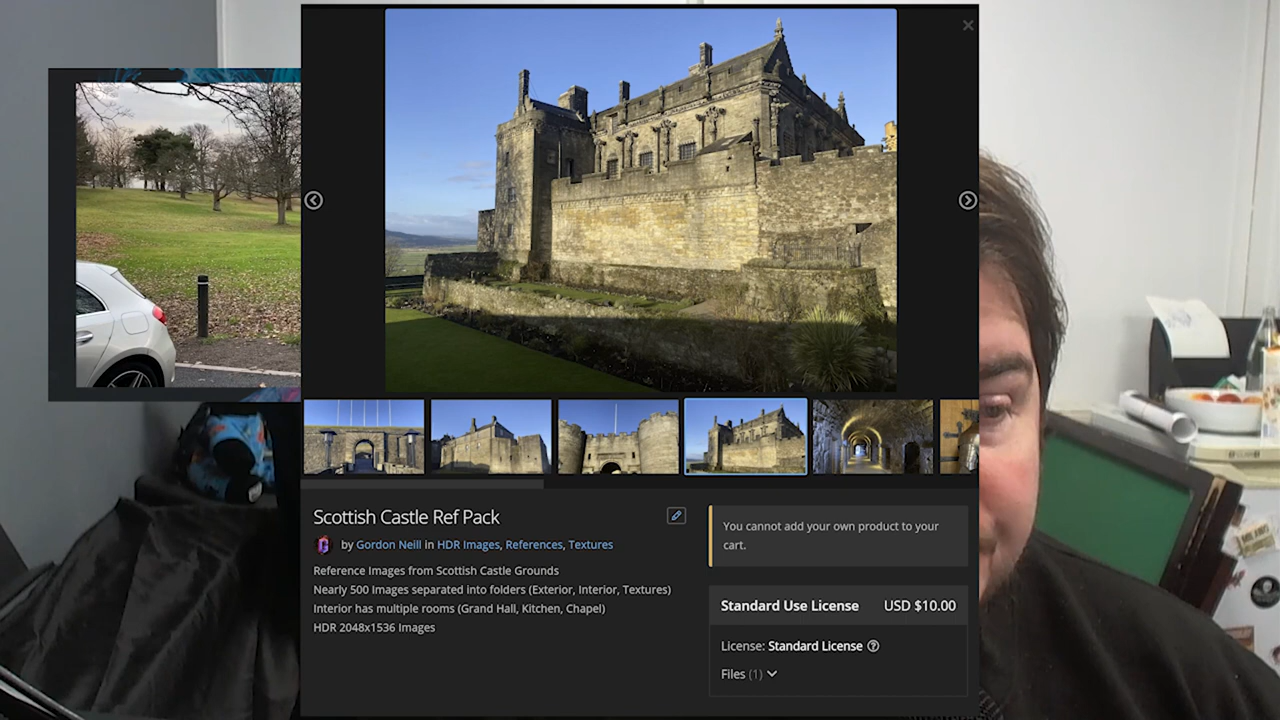 Scottish Castle Ref Pack
by Gordon Neill in HDR Images, References, Textures
Reference Images from Scottish Castle Grounds
Nearly 500 Images separated into folders (Exterior, Interior, Textures)
Interior has multiple rooms (Grand Hall, Kitchen, Chapel)
HDR 2048x1536 Images
You cannot add your own product to your
cart.
Standard Use License USD $10.00
License: Standard License
Files (1)